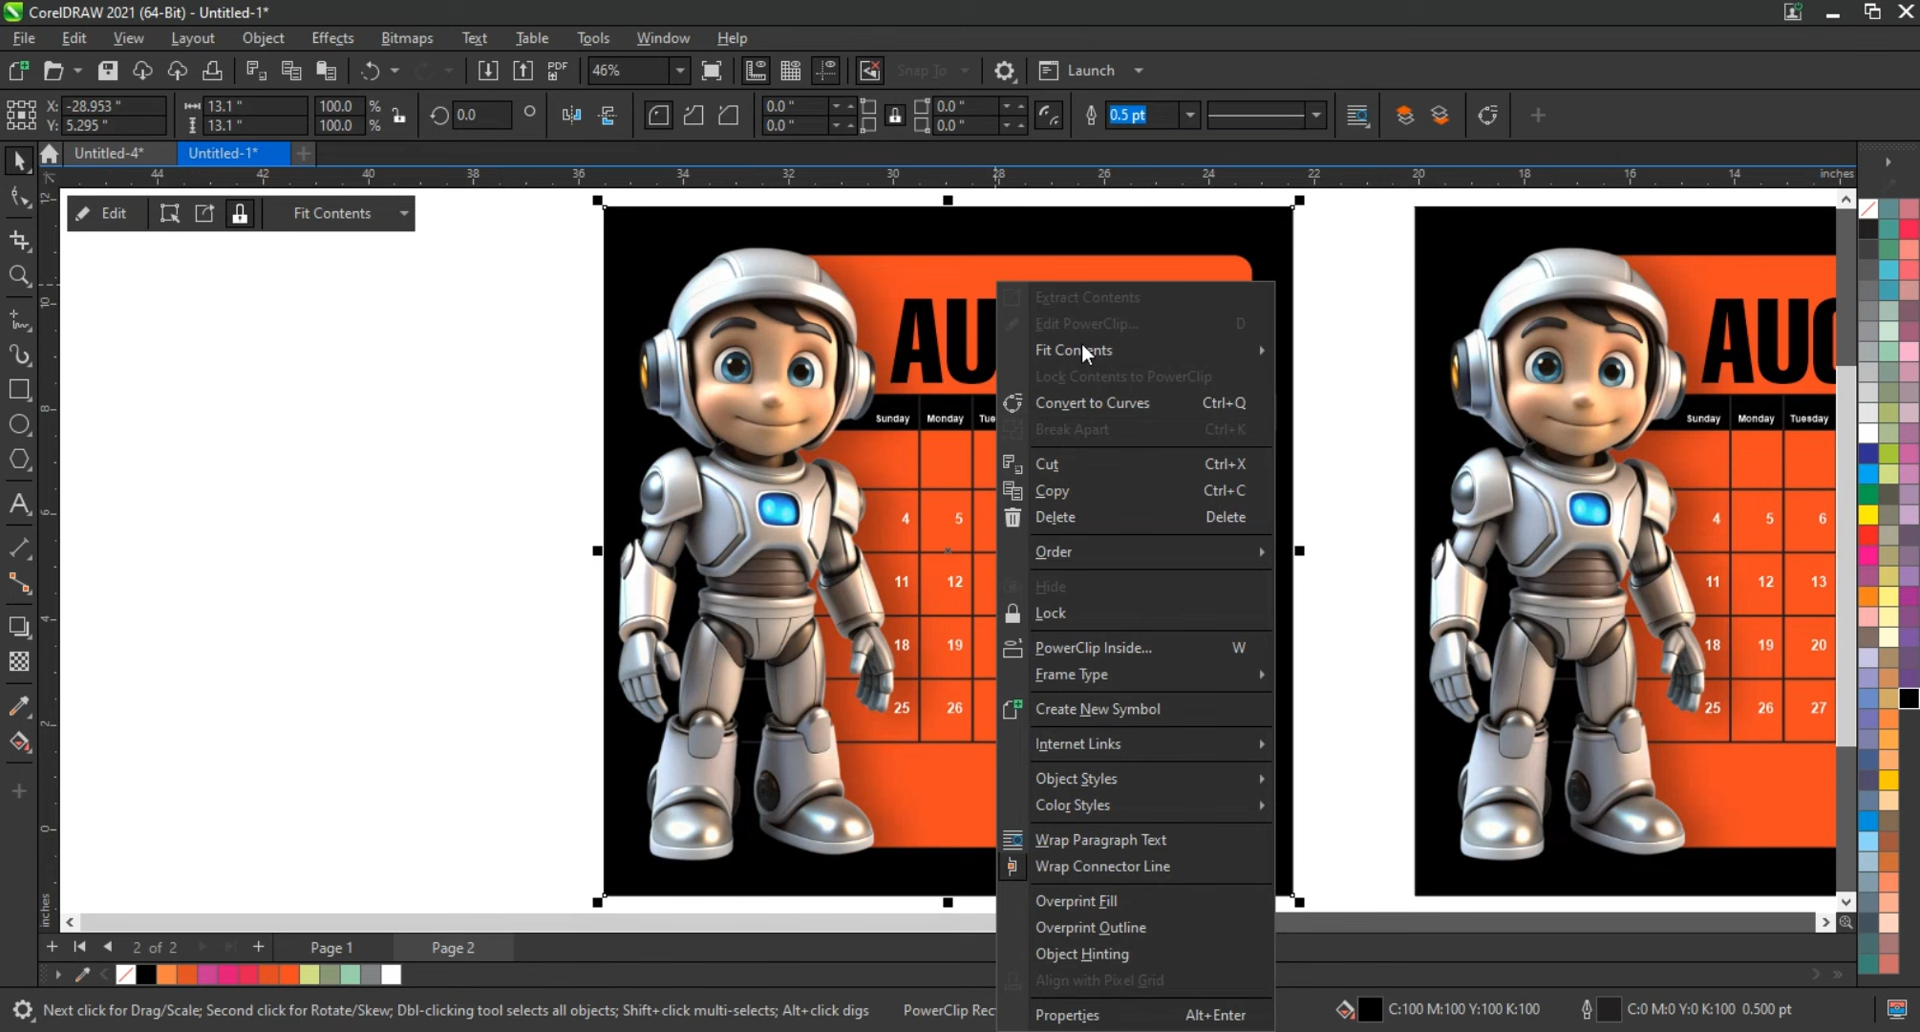 CorelDRAW 2021 (64-Bit) - Untitled-1*
File Edit View Layout Object Effects Bitmaps Text Table Tools Window Help
PDF 46% Snap To Launch
X: -28.953 " 13.1 " 100.0 % 0.0 0.0 " 0.0 " 0.5 pt
Y: 5.295 " 13.1 " 100.0 % 0.0 " 0.0 "
Untitled-4* Untitled-1*
44 42 40 38 36 34 32 30 28 26 24 22 20 18 16 14 inches
Edit Fit Contents
AU
Sunday Monday Tue
4 5
11 12
18 19
25 26
Extract Contents
Edit PowerClip... D
Fit Contents
Lock Contents to PowerClip
Convert to Curves Ctrl+Q
Break Apart Ctrl+K
Cut Ctrl+X
Copy Ctrl+C
Delete Delete
Order
Hide
Lock
PowerClip Inside... W
Frame Type
Create New Symbol
Internet Links
Object Styles
Color Styles
Wrap Paragraph Text
Wrap Connector Line
Overprint Fill
Overprint Outline
Object Hinting
Align with Pixel Grid
Properties Alt+Enter
Sunday Monday Tuesday
4 5 6
11 12 13
18 19 20
25 26 27
12
10
8
6
4
2
0
inches
2 of 2 Page 1 Page 2
Next click for Drag/Scale; Second click for Rotate/Skew; Dbl-clicking tool selects all objects; Shift+click multi-selects; Alt+click digs PowerClip Rec C:100 M:100 Y:100 K:100 C:0 M:0 Y:0 K:100 0.500 pt